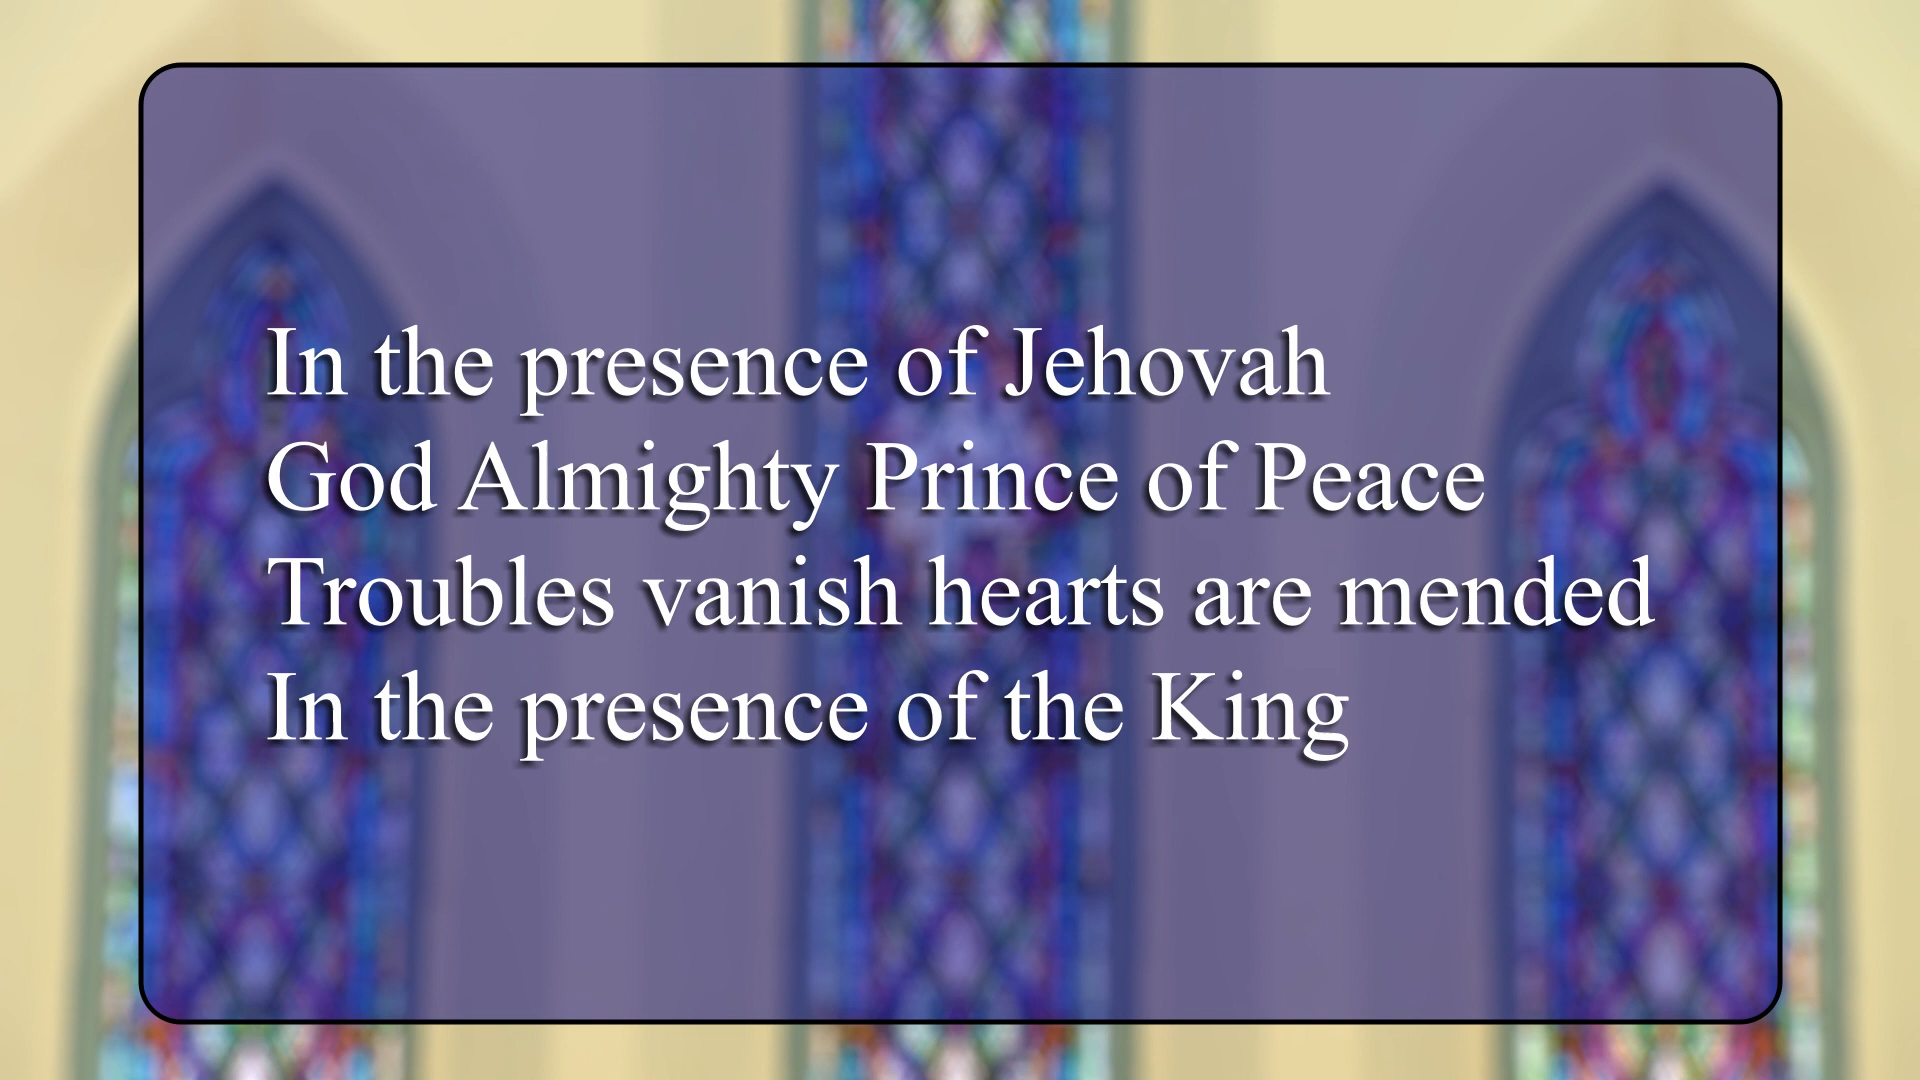 In the presence of Jehovah
God Almighty Prince of Peace
Troubles vanish hearts are mended
In the presence of the King